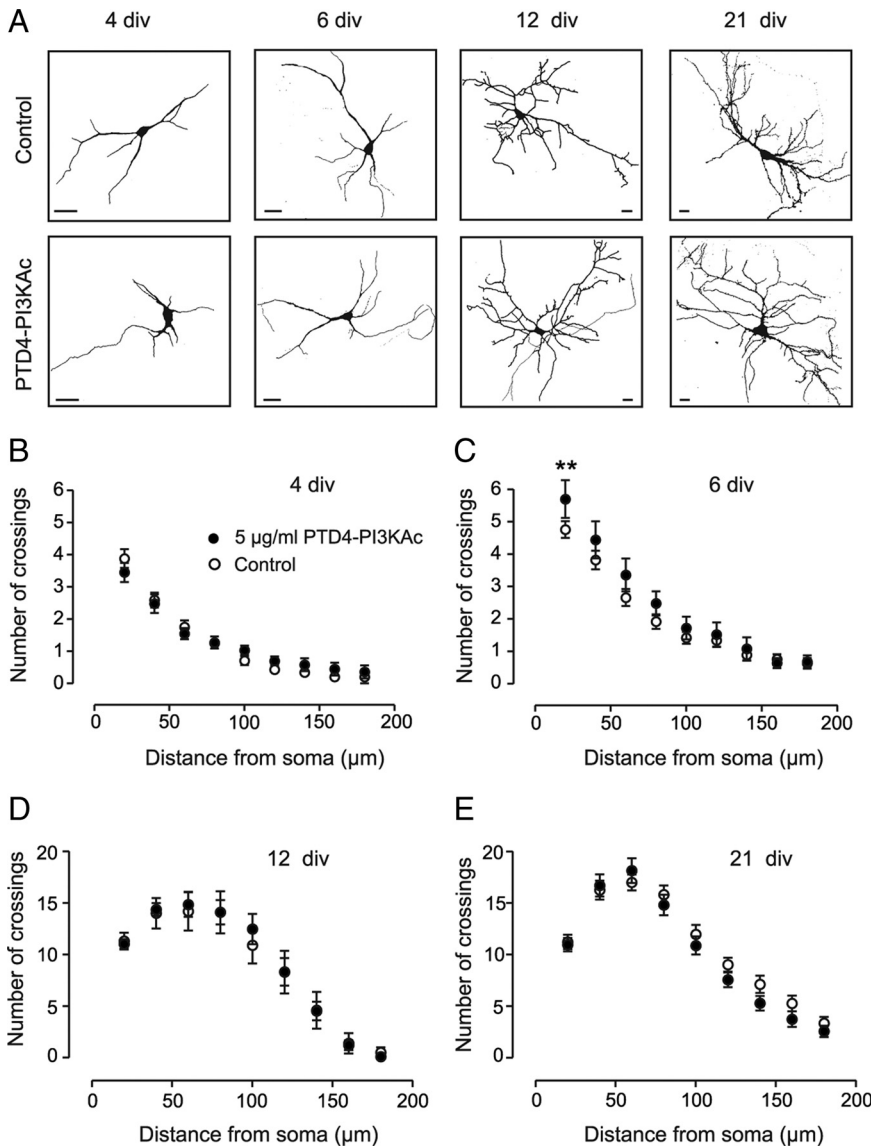 A
4 div
6 div
12 div
21 div
Control
PTD4-PI3KAc
B
4 div
Number of crossings
6
5
4
3
2
1
0
5 µg/ml PTD4-PI3KAc
Control
0
50
100
150
200
Distance from soma (µm)
C
6 div
**
Number of crossings
6
5
4
3
2
1
0
0
50
100
150
200
Distance from soma (µm)
D
12 div
Number of crossings
20
15
10
5
0
0
50
100
150
200
Distance from soma (µm)
E
21 div
Number of crossings
20
15
10
5
0
0
50
100
150
200
Distance from soma (µm)